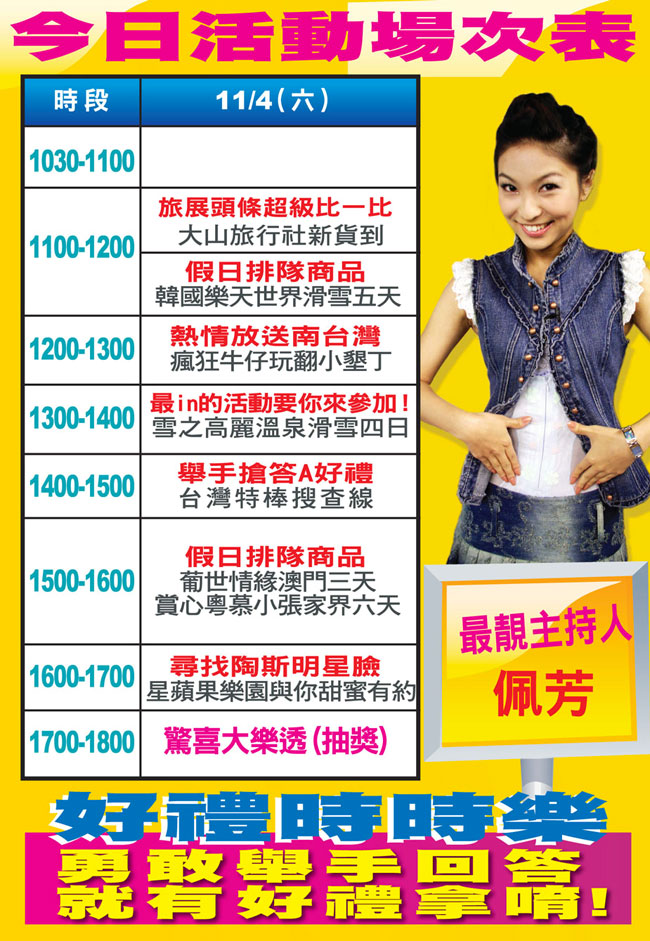 今日活動場次表
時段 11/4(六)
1030-1100
1100-1200
旅展頭條超級比一比
大山旅行社新貨到
假日排隊商品
韓國樂天世界滑雪五天
1200-1300
熱情放送南台灣
瘋狂牛仔玩翻小墾丁
1300-1400
最in的活動要你來參加!
雪之高麗溫泉滑雪四日
1400-1500
舉手搶答A好禮
台灣特棒搜查線
1500-1600
假日排隊商品
葡世情緣澳門三天
賞心粵慕小張家界六天
1600-1700
尋找陶斯明星臉
星蘋果樂園與你甜蜜有約
1700-1800
驚喜大樂透(抽獎)
最靚主持人
佩芳
好禮時時樂
勇敢舉手回答
就有好禮拿唷!